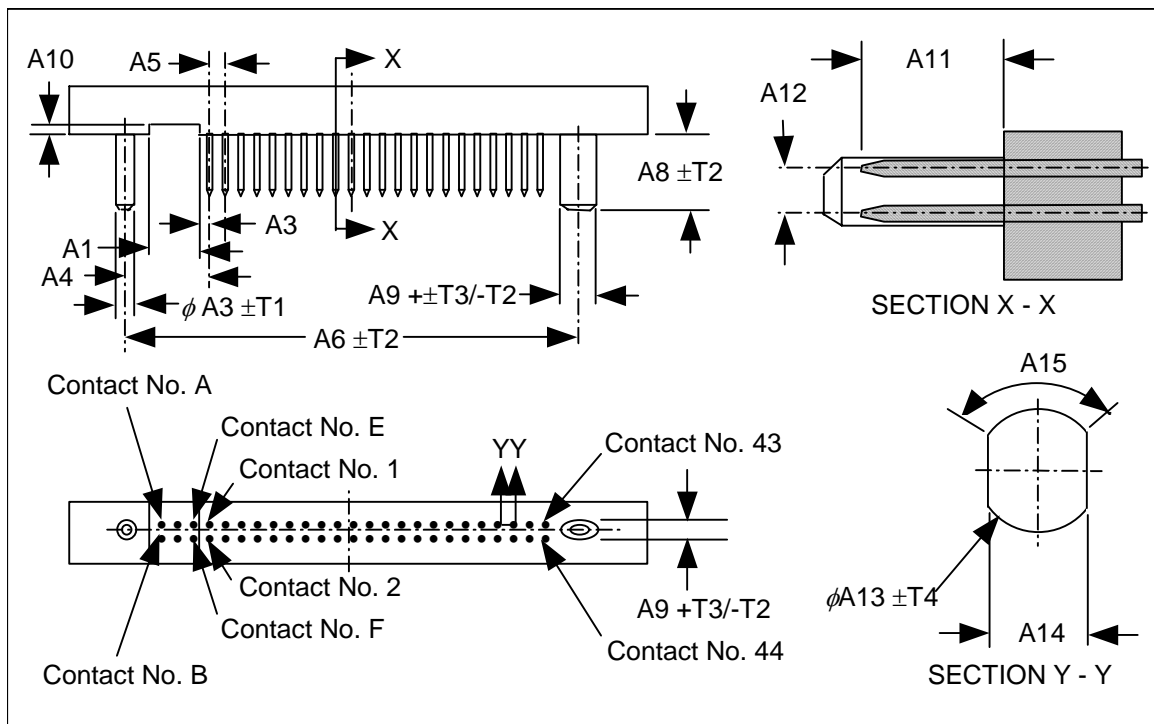 A10
A5
X
A11
A12
A8 ±T2
A1
A3
X
A4
ϕ A3 ±T1
A9 +±T3/-T2
A6 ±T2
SECTION X - X
Contact No. A
Contact No. E
Contact No. 1
YY
Contact No. 43
A15
Contact No. 2
Contact No. F
Contact No. B
A9 +T3/-T2
Contact No. 44
ϕA13 ±T4
A14
SECTION Y - Y